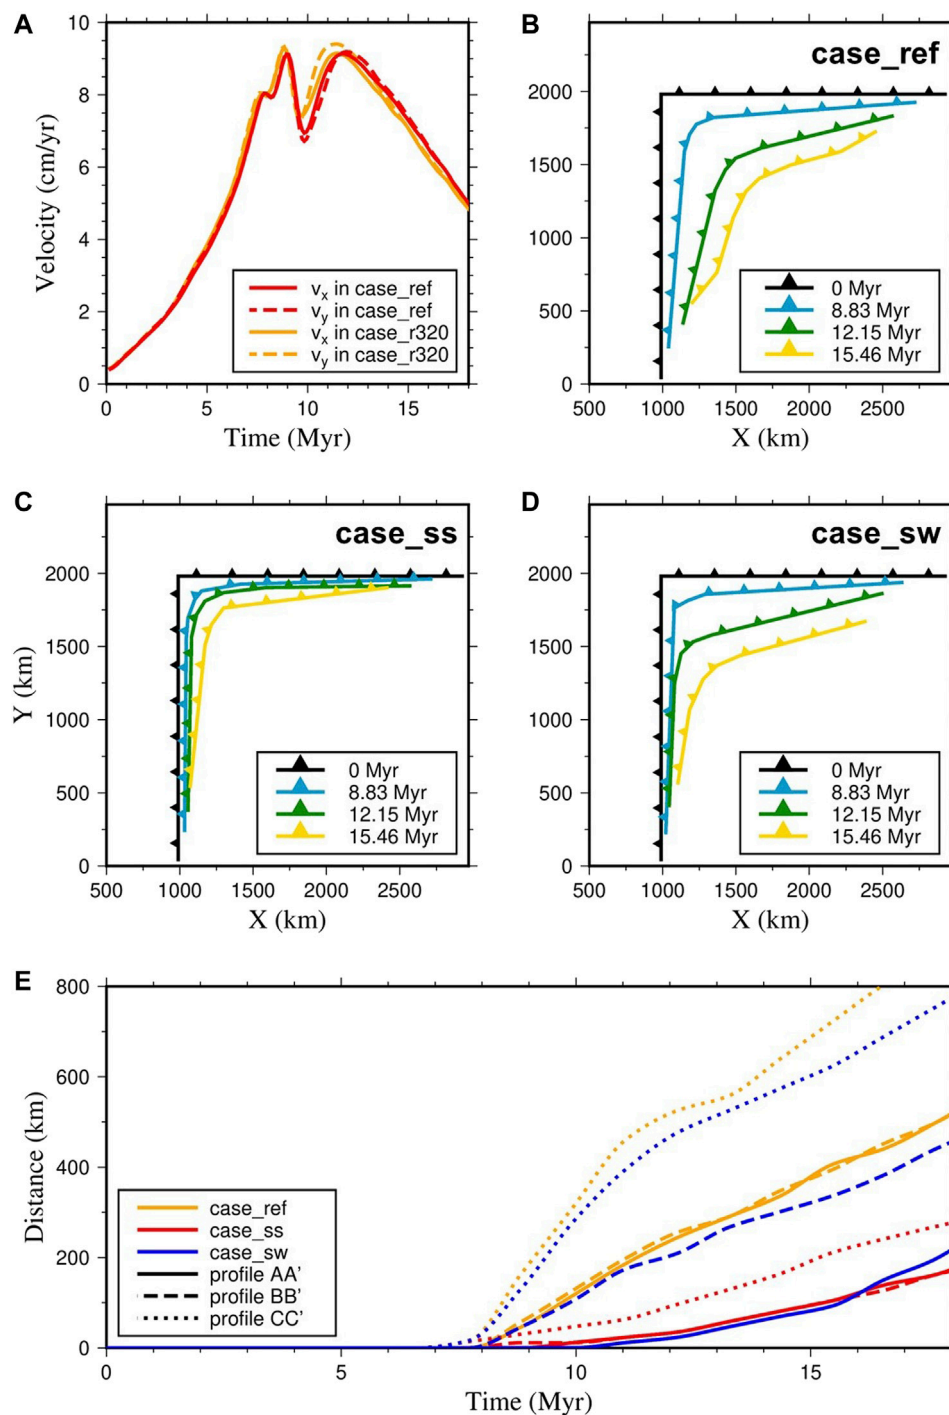 A
10
8
6
4
2
0
Velocity (cm/yr)
vx in case_ref
vy in case_ref
vx in case_r320
vy in case_r320
0 5 10 15
Time (Myr)
B
case_ref
2000
1500
1000
500
0
0 Myr
8.83 Myr
12.15 Myr
15.46 Myr
500 1000 1500 2000 2500
X (km)
C
case_ss
2000
1500
1000
500
0
Y (km)
0 Myr
8.83 Myr
12.15 Myr
15.46 Myr
500 1000 1500 2000 2500
X (km)
D
case_sw
2000
1500
1000
500
0
0 Myr
8.83 Myr
12.15 Myr
15.46 Myr
500 1000 1500 2000 2500
X (km)
E
800
600
400
200
0
Distance (km)
case_ref
case_ss
case_sw
profile AA'
profile BB'
profile CC'
0 5 10 15
Time (Myr)